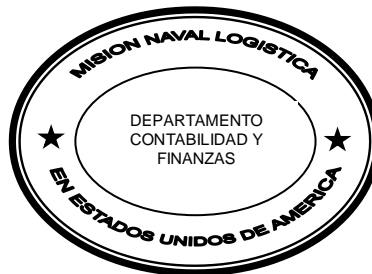 MISION NAVAL LOGISTICA
DEPARTAMENTO
CONTABILIDAD Y
FINANZAS
EN ESTADOS UNIDOS DE AMERICA